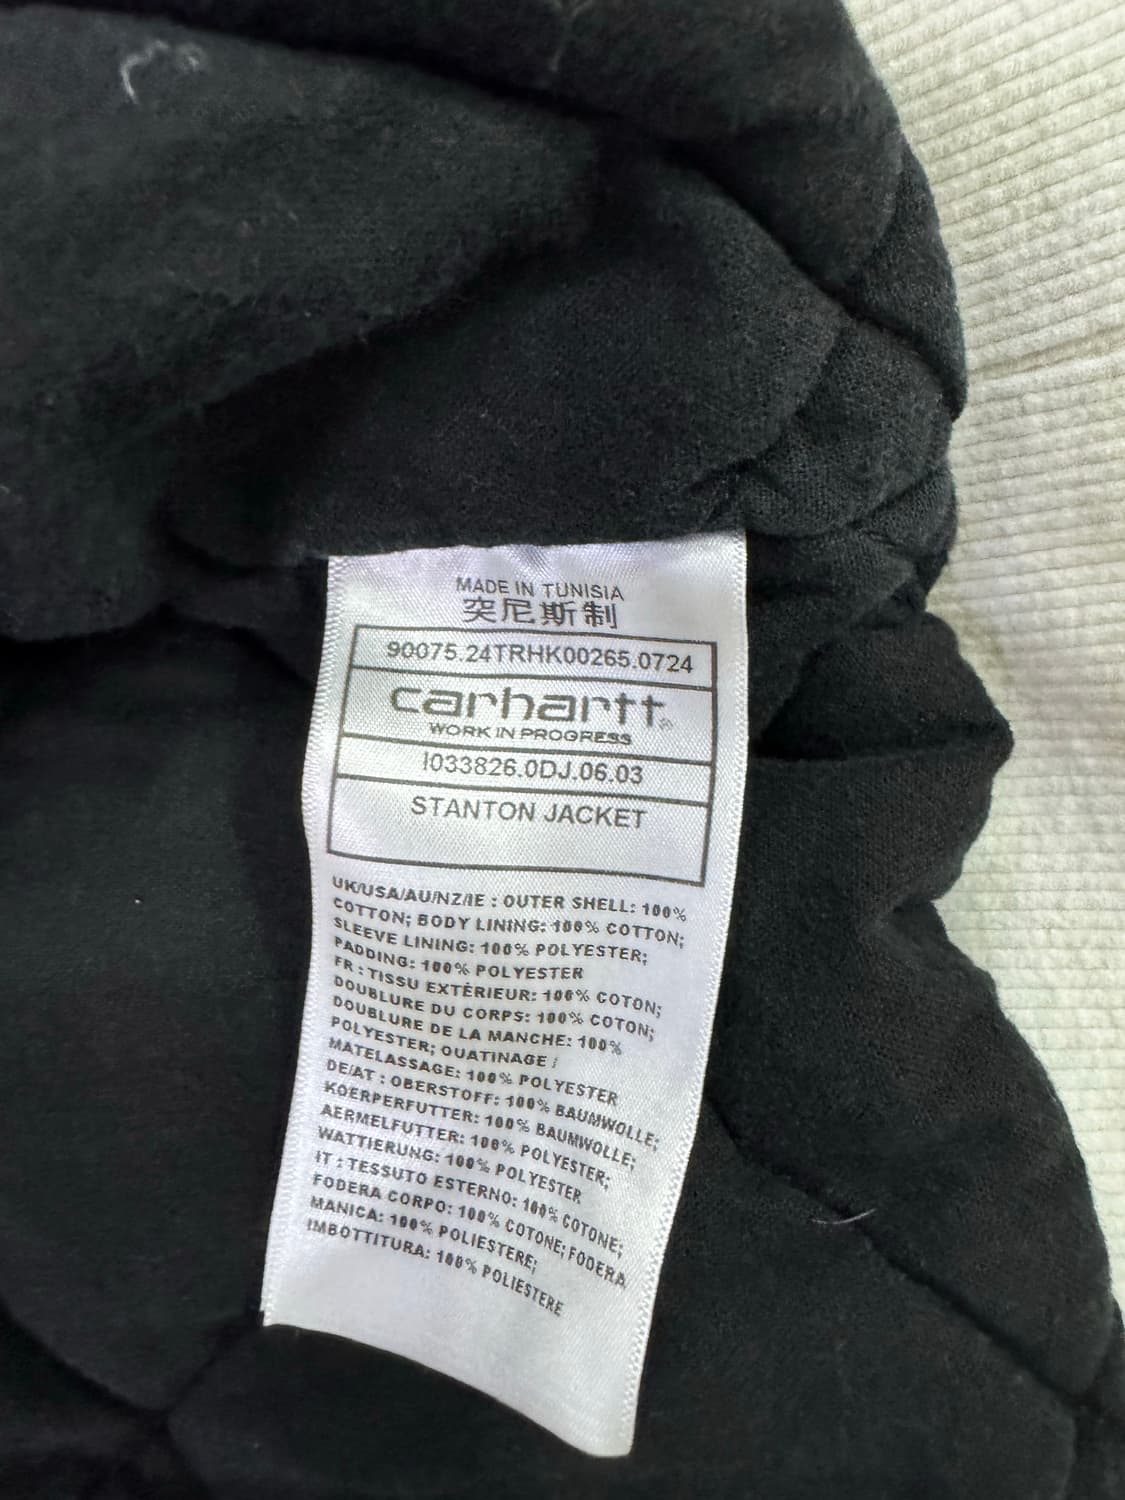 MADE IN TUNISIA
突尼斯制
90075.24TRHK00265.0724
carhartt®
WORK IN PROGRESS
I033826.0DJ.06.03
STANTON JACKET
UK/USA/AU/NZ/IE : OUTER SHELL: 100%
COTTON; BODY LINING: 100% COTTON;
SLEEVE LINING: 100% POLYESTER;
PADDING: 100% POLYESTER
FR : TISSU EXTÉRIEUR: 100% COTON;
DOUBLURE DU CORPS: 100% COTON;
DOUBLURE DE LA MANCHE: 100%
POLYESTER; OUATINAGE /
MATELASSAGE: 100% POLYESTER
DE/AT : OBERSTOFF: 100% BAUMWOLLE;
KOERPERFUTTER: 100% BAUMWOLLE;
AERMELFUTTER: 100% POLYESTER;
WATTIERUNG: 100% POLYESTER
IT : TESSUTO ESTERNO: 100% COTONE;
FODERA CORPO: 100% COTONE; FODERA
MANICA: 100% POLIESTERE;
IMBOTTITURA: 100% POLIESTERE